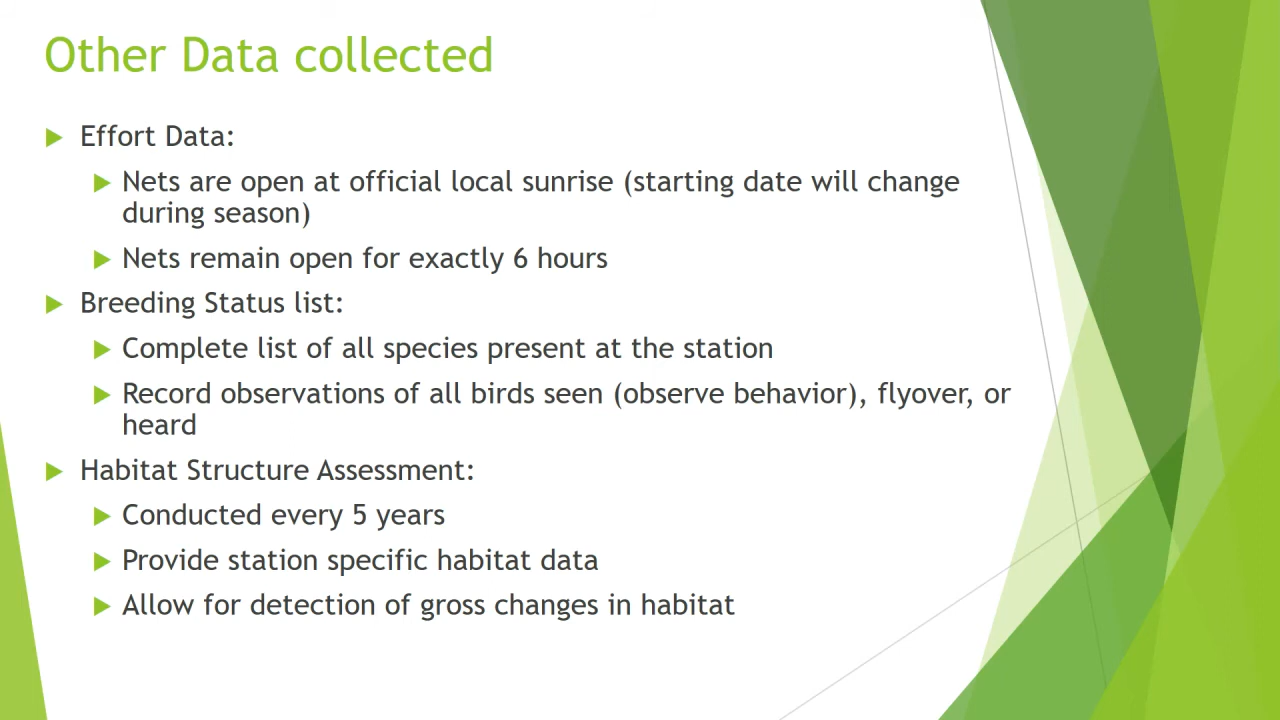 Other Data collected
Effort Data:
Nets are open at official local sunrise (starting date will change
during season)
Nets remain open for exactly 6 hours
Breeding Status list:
Complete list of all species present at the station
Record observations of all birds seen (observe behavior), flyover, or
heard
Habitat Structure Assessment:
Conducted every 5 years
Provide station specific habitat data
Allow for detection of gross changes in habitat